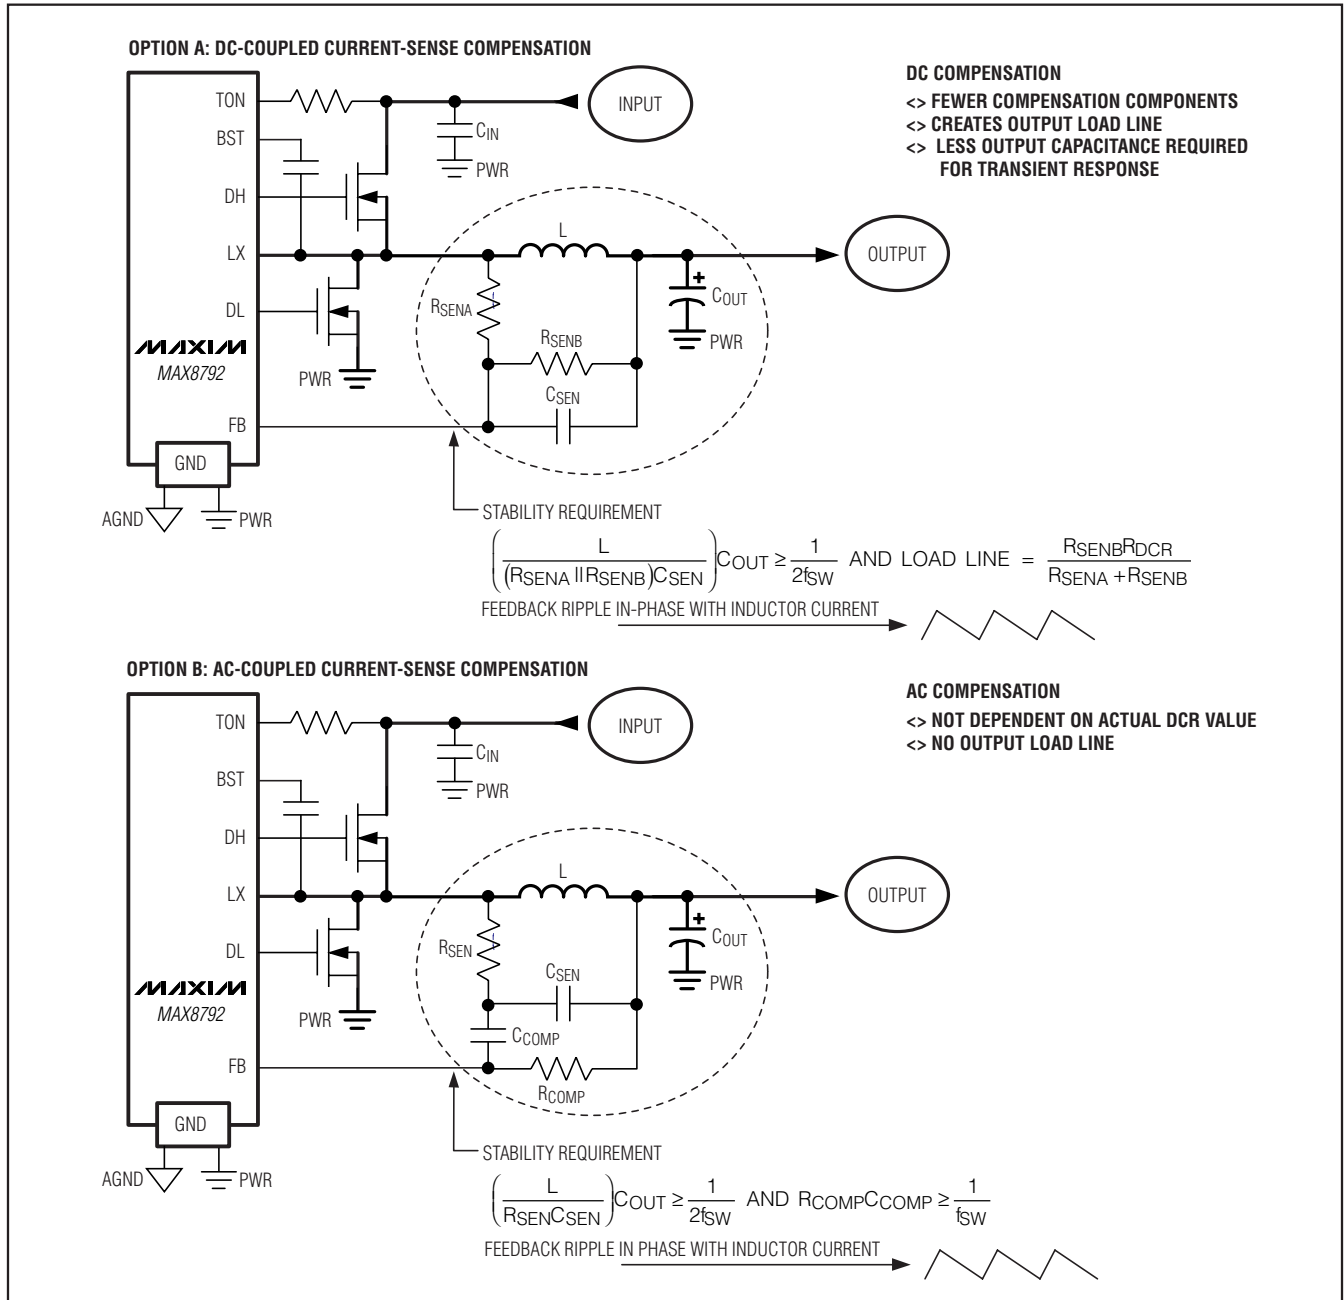 OPTION A: DC-COUPLED CURRENT-SENSE COMPENSATION
DC COMPENSATION
<> FEWER COMPENSATION COMPONENTS
<> CREATES OUTPUT LOAD LINE
<> LESS OUTPUT CAPACITANCE REQUIRED
FOR TRANSIENT RESPONSE
TON
INPUT
BST
CIN
PWR
DH
L
LX
OUTPUT
RSENA
+
COUT
DL
RSENB
PWR
MAXIM
MAX8792
PWR
CSEN
FB
GND
AGND
PWR
STABILITY REQUIREMENT
(L / ((RSENA II RSENB)CSEN)) COUT ≥ 1 / 2fSW AND LOAD LINE = RSENBRDCR / RSENA + RSENB
FEEDBACK RIPPLE IN-PHASE WITH INDUCTOR CURRENT
OPTION B: AC-COUPLED CURRENT-SENSE COMPENSATION
AC COMPENSATION
<> NOT DEPENDENT ON ACTUAL DCR VALUE
<> NO OUTPUT LOAD LINE
TON
INPUT
BST
CIN
PWR
DH
L
LX
OUTPUT
RSEN
+
COUT
DL
CSEN
PWR
MAXIM
MAX8792
PWR
CCOMP
FB
RCOMP
GND
AGND
PWR
STABILITY REQUIREMENT
(L / RSENCSEN) COUT ≥ 1 / 2fSW AND RCOMPCCOMP ≥ 1 / fSW
FEEDBACK RIPPLE IN PHASE WITH INDUCTOR CURRENT